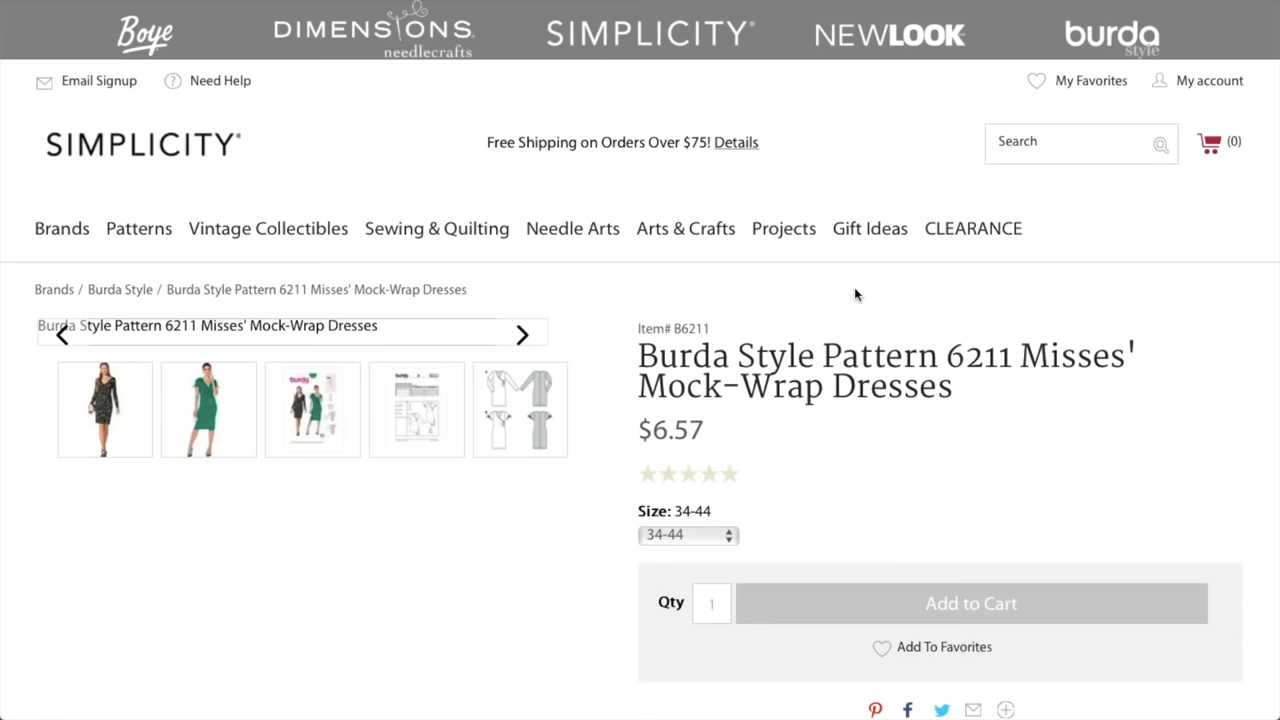 Boye
DIMENSIONS
needlecrafts
SIMPLICITY
NEWLOOK
burda
style
Email Signup
Need Help
My Favorites
My account
SIMPLICITY
Free Shipping on Orders Over $75! Details
Search
(0)
Brands Patterns Vintage Collectibles Sewing & Quilting Needle Arts Arts & Crafts Projects Gift Ideas CLEARANCE
Brands / Burda Style / Burda Style Pattern 6211 Misses' Mock-Wrap Dresses
Burda Style Pattern 6211 Misses' Mock-Wrap Dresses
burda
Item# B6211
Burda Style Pattern 6211 Misses'
Mock-Wrap Dresses
$6.57
Size: 34-44
34-44
Qty 1 Add to Cart
Add To Favorites